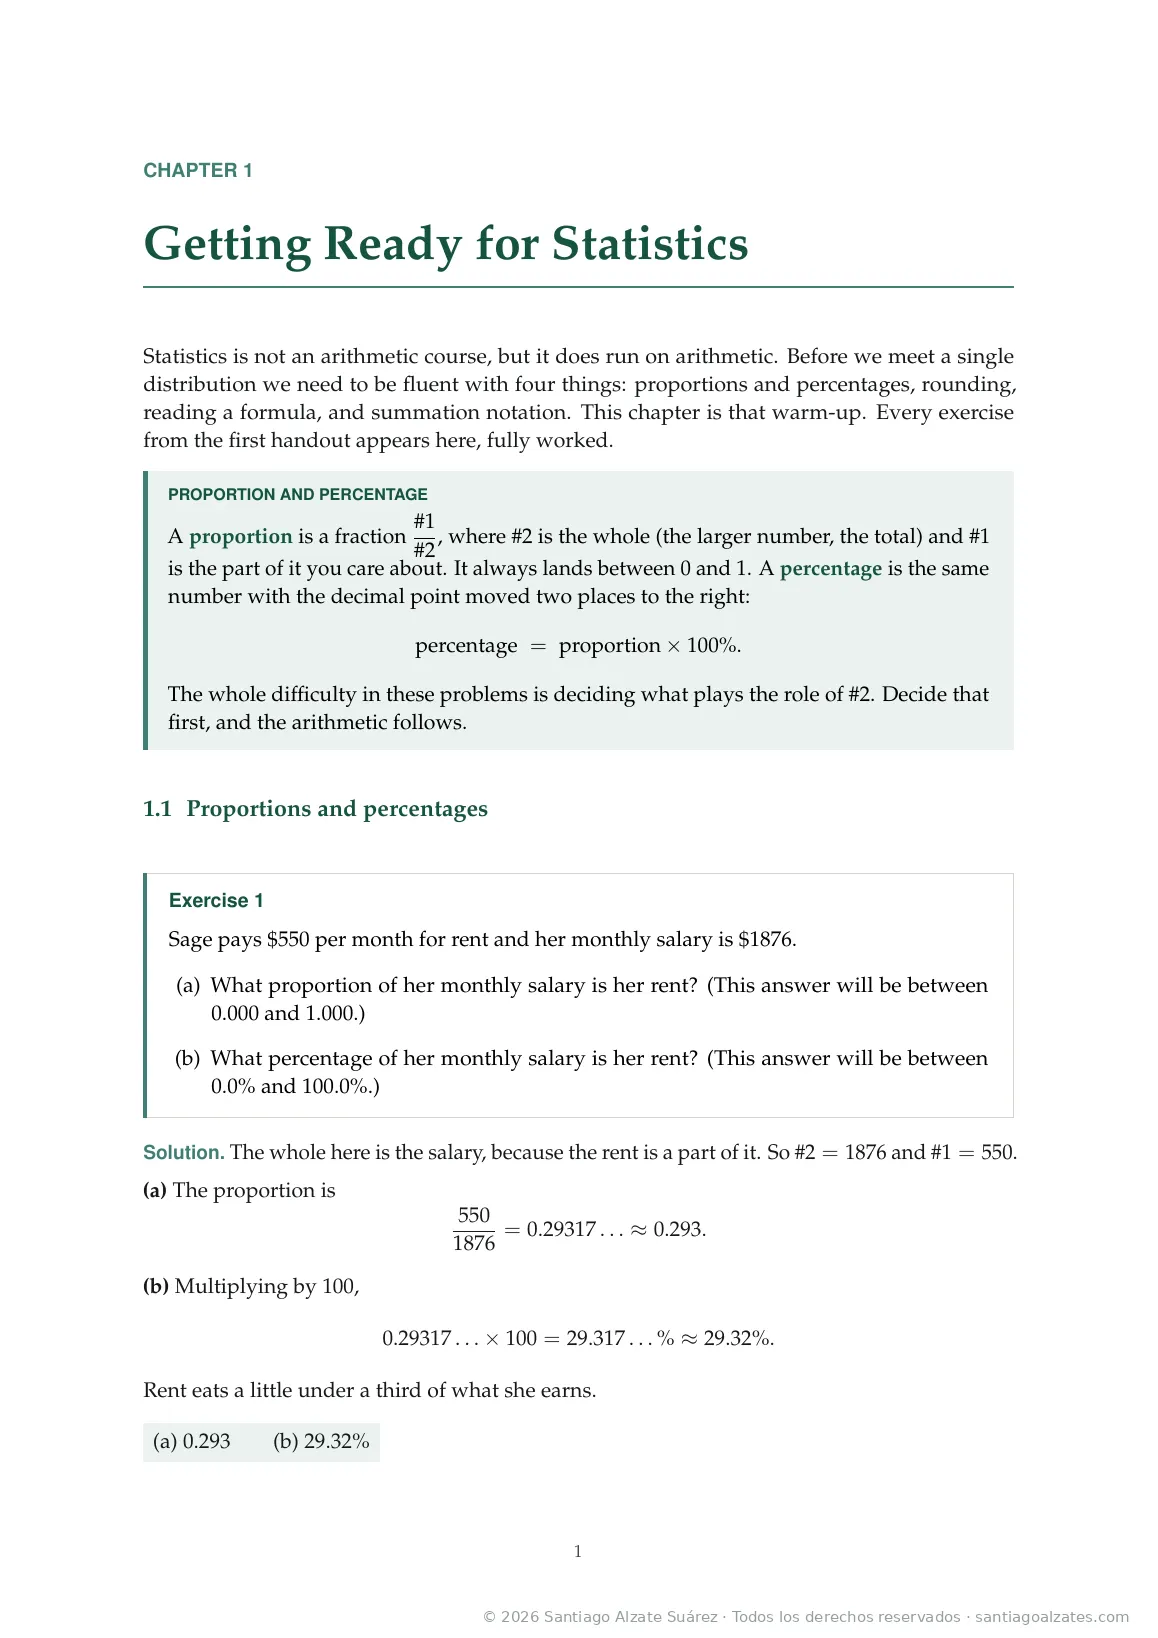 CHAPTER 1
Getting Ready for Statistics
Statistics is not an arithmetic course, but it does run on arithmetic. Before we meet a single
distribution we need to be fluent with four things: proportions and percentages, rounding,
reading a formula, and summation notation. This chapter is that warm-up. Every exercise
from the first handout appears here, fully worked.
PROPORTION AND PERCENTAGE
A proportion is a fraction #1/#2, where #2 is the whole (the larger number, the total) and #1
is the part of it you care about. It always lands between 0 and 1. A percentage is the same
number with the decimal point moved two places to the right:
percentage = proportion × 100%.
The whole difficulty in these problems is deciding what plays the role of #2. Decide that
first, and the arithmetic follows.
1.1 Proportions and percentages
Exercise 1
Sage pays $550 per month for rent and her monthly salary is $1876.
(a) What proportion of her monthly salary is her rent? (This answer will be between
0.000 and 1.000.)
(b) What percentage of her monthly salary is her rent? (This answer will be between
0.0% and 100.0%.)
Solution. The whole here is the salary, because the rent is a part of it. So #2 = 1876 and #1 = 550.
(a) The proportion is
550/1876 = 0.29317... ≈ 0.293.
(b) Multiplying by 100,
0.29317... × 100 = 29.317...% ≈ 29.32%.
Rent eats a little under a third of what she earns.
(a) 0.293 (b) 29.32%
1
© 2026 Santiago Alzate Suárez · Todos los derechos reservados · santiagoalzates.com